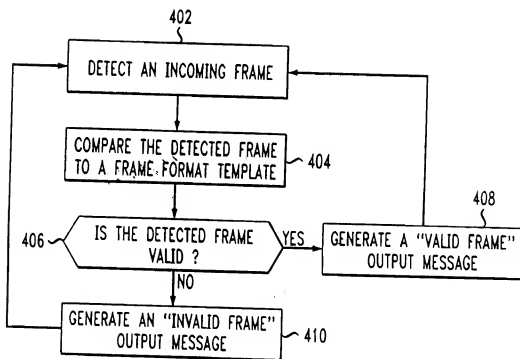 402
DETECT AN INCOMING FRAME
COMPARE THE DETECTED FRAME
TO A FRAME FORMAT TEMPLATE
404
406
IS THE DETECTED FRAME
VALID ?
YES
NO
408
GENERATE A "VALID FRAME"
OUTPUT MESSAGE
GENERATE AN "INVALID FRAME"
OUTPUT MESSAGE
410